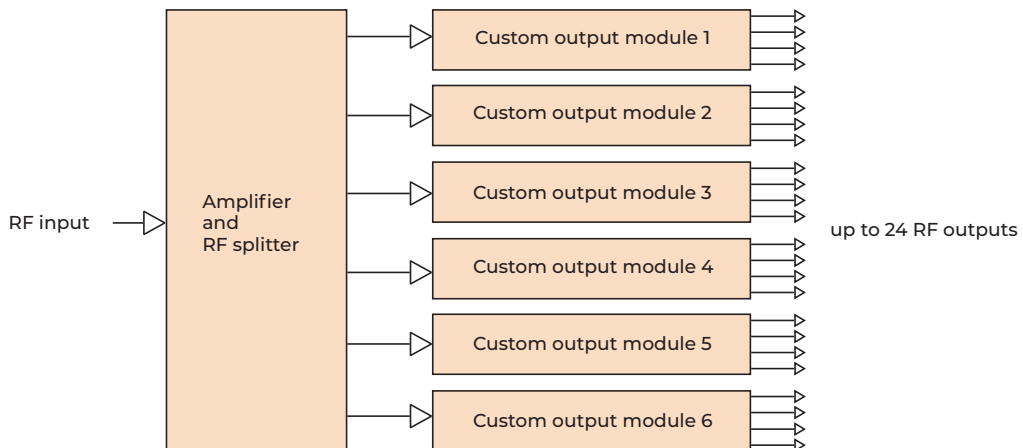 RF input
Amplifier
and
RF splitter
Custom output module 1
Custom output module 2
Custom output module 3
Custom output module 4
Custom output module 5
Custom output module 6
up to 24 RF outputs